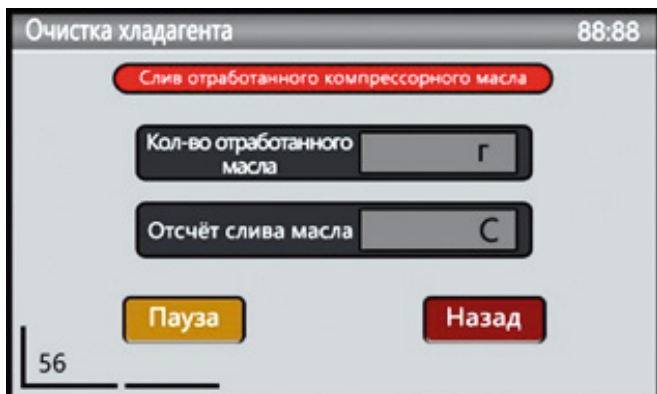 Очистка хладагента 88:88
Слив отработанного компрессорного масла
Кол-во отработанного
масла
г
Отсчёт слива масла С
Пауза Назад
56